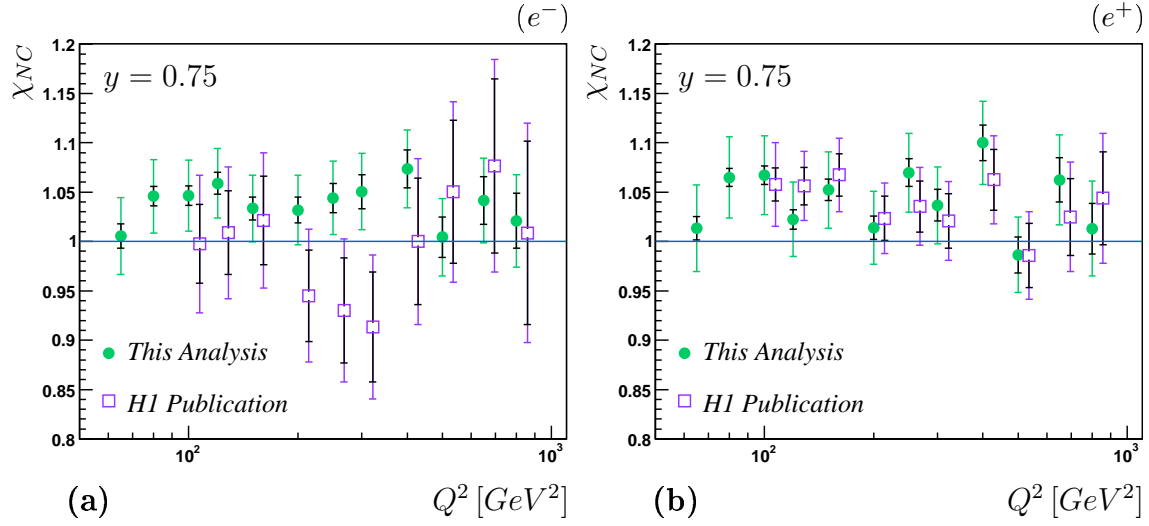 (e⁻)
χNC
y = 0.75
1.2
1.15
1.1
1.05
1
0.95
0.9
0.85
0.8
This Analysis
H1 Publication
10²
10³
(a)
Q² [GeV²]
(e⁺)
χNC
y = 0.75
1.2
1.15
1.1
1.05
1
0.95
0.9
0.85
0.8
This Analysis
H1 Publication
10²
10³
(b)
Q² [GeV²]